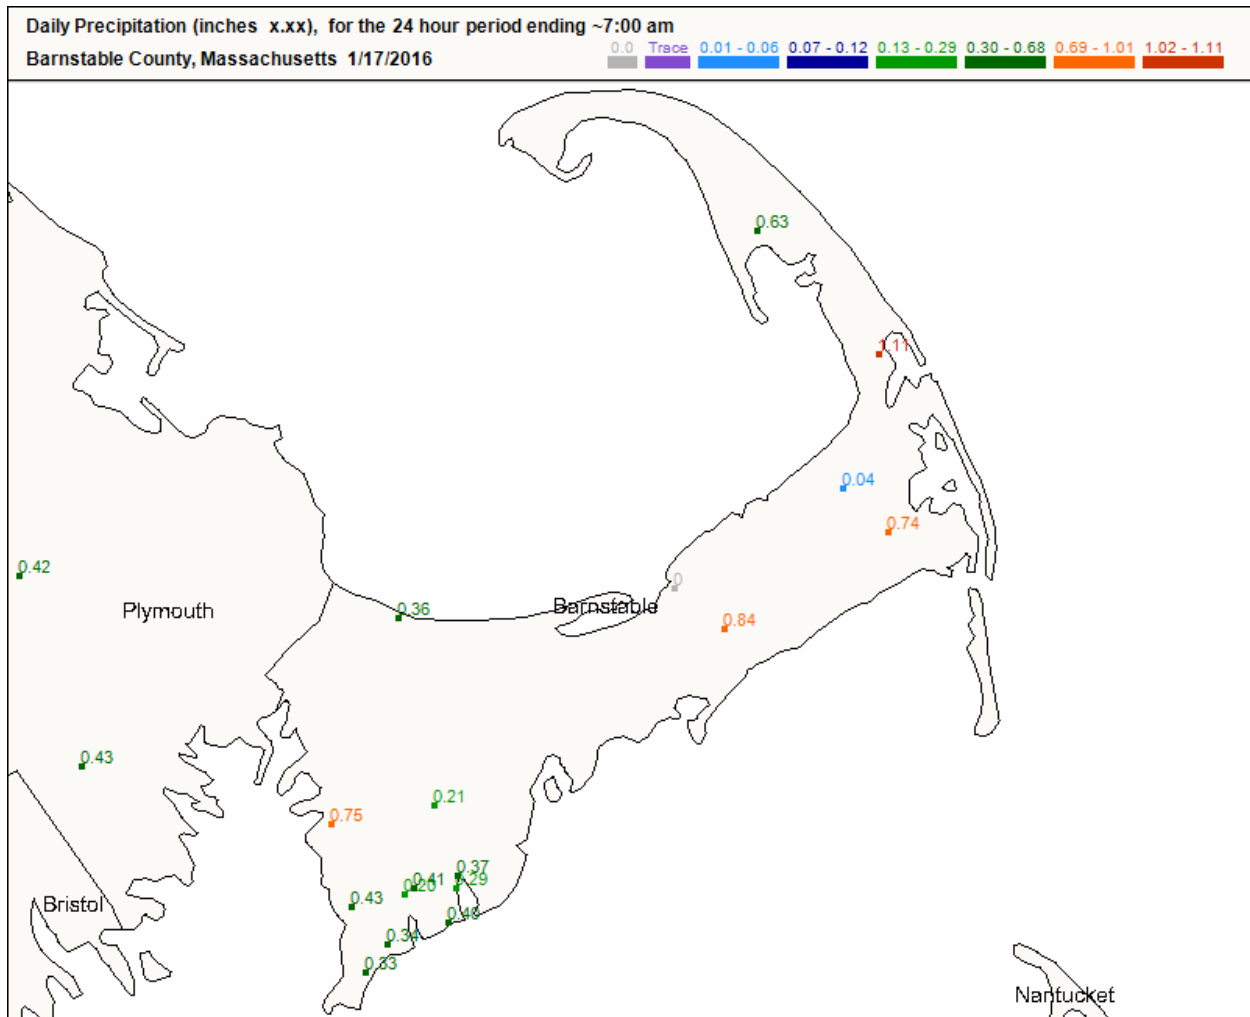 Daily Precipitation (inches x.xx), for the 24 hour period ending ~7:00 am
Barnstable County, Massachusetts 1/17/2016
0.0 Trace 0.01 - 0.06 0.07 - 0.12 0.13 - 0.29 0.30 - 0.68 0.69 - 1.01 1.02 - 1.11
0.63
1.11
0.04
0.74
0.42
0
Plymouth
0.36
Barnstable
0.84
0.43
0.21
0.75
0.37
0.41
0.20
0.29
0.43
Bristol
0.34
0.33
Nantucket